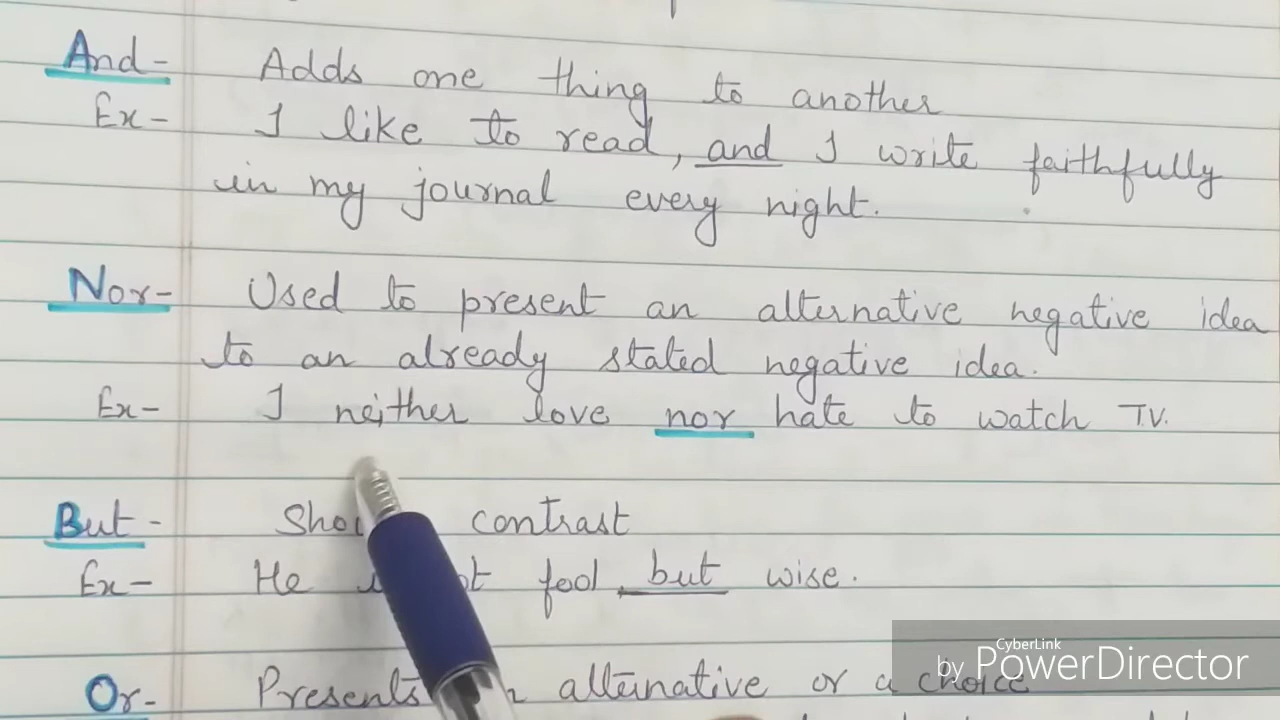 And- Adds one thing to another
Ex- I like to read, and I write faithfully
in my journal every night.
Nor- Used to present an alternative negative idea
to an already stated negative idea.
Ex- I neither love nor hate to watch T.V.
But- contrast
Ex- He fool, but wise.
Or- Presents alternative or a choice
CyberLink
by PowerDirector